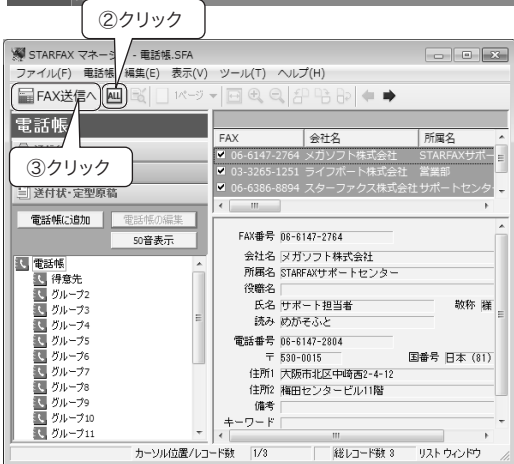 ②クリック
STARFAX マネージ - 電話帳.SFA
ファイル(F) 電話帳 編集(E) 表示(V) ツール(T) ヘルプ(H)
FAX送信へ ALL 1ページ
電話帳
③クリック
送付状・定型原稿
電話帳に追加 電話帳の編集
50音表示
電話帳
得意先
グループ2
グループ3
グループ4
グループ5
グループ6
グループ7
グループ8
グループ9
グループ10
グループ11
FAX 会社名 所属名
06-6147-2764 メガソフト株式会社 STARFAXサポー
03-3265-1251 ライフボート株式会社 営業部
06-6386-8894 スターファクス株式会社 サポートセンタ
FAX番号 06-6147-2764
会社名 メガソフト株式会社
所属名 STARFAXサポートセンター
役職名
氏名 サポート担当者 敬称 様
読み めがそふと
電話番号 06-6147-2804
〒 530-0015 国番号 日本 (81)
住所1 大阪市北区中崎西2-4-12
住所2 梅田センタービル11階
備考
キーワード
カーソル位置/レコード数 1/3 総レコード数 3 リストウィンドウ